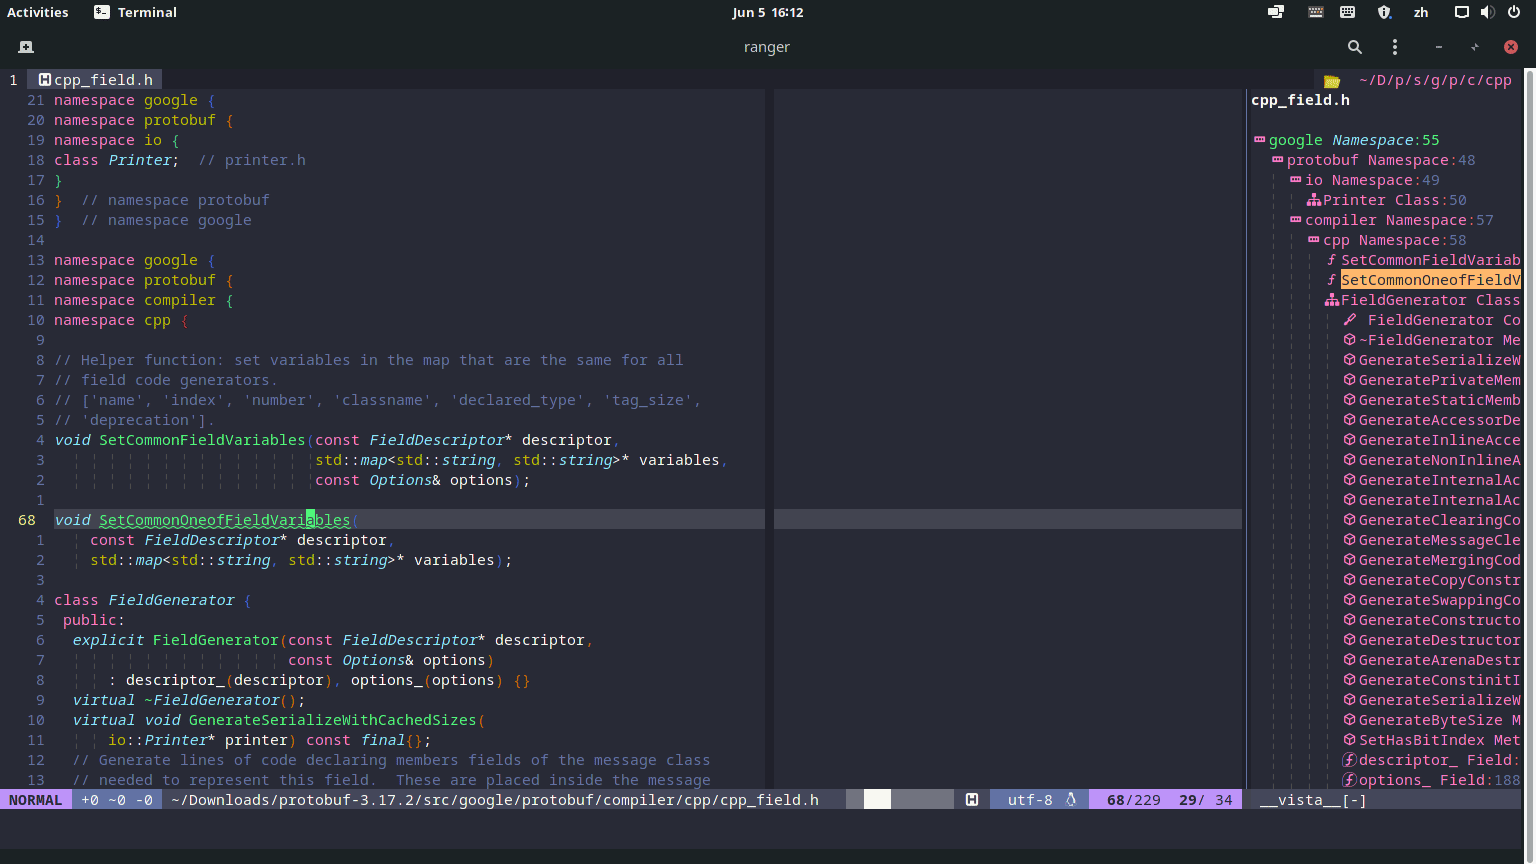 Activities Terminal Jun 5 16:12 zh
ranger
1 cpp_field.h ~/D/p/s/g/p/c/cpp
21 namespace google {
20 namespace protobuf {
19 namespace io {
18 class Printer;  // printer.h
17 }
16 }  // namespace protobuf
15 }  // namespace google
14
13 namespace google {
12 namespace protobuf {
11 namespace compiler {
10 namespace cpp {
9
8 // Helper function: set variables in the map that are the same for all
7 // field code generators.
6 // ['name', 'index', 'number', 'classname', 'declared_type', 'tag_size',
5 // 'deprecation'].
4 void SetCommonFieldVariables(const FieldDescriptor* descriptor,
3 std::map<std::string, std::string>* variables,
2 const Options& options);
1
68 void SetCommonOneofFieldVariables(
1 const FieldDescriptor* descriptor,
2 std::map<std::string, std::string>* variables);
3
4 class FieldGenerator {
5 public:
6 explicit FieldGenerator(const FieldDescriptor* descriptor,
7 const Options& options)
8 : descriptor_(descriptor), options_(options) {}
9 virtual ~FieldGenerator();
10 virtual void GenerateSerializeWithCachedSizes(
11 io::Printer* printer) const final{};
12 // Generate lines of code declaring members fields of the message class
13 // needed to represent this field.  These are placed inside the message
cpp_field.h
google Namespace:55
protobuf Namespace:48
io Namespace:49
Printer Class:50
compiler Namespace:57
cpp Namespace:58
SetCommonFieldVariab
SetCommonOneofFieldV
FieldGenerator Class
FieldGenerator Co
~FieldGenerator Me
GenerateSerializeW
GeneratePrivateMem
GenerateStaticMemb
GenerateAccessorDe
GenerateInlineAcce
GenerateNonInlineA
GenerateInternalAc
GenerateInternalAc
GenerateClearingCo
GenerateMessageCle
GenerateMergingCod
GenerateCopyConstr
GenerateSwappingCo
GenerateConstructo
GenerateDestructor
GenerateArenaDestr
GenerateConstinitI
GenerateSerializeW
GenerateByteSize M
SetHasBitIndex Met
descriptor_ Field:
options_ Field:188
NORMAL +0 ~0 -0 ~/Downloads/protobuf-3.17.2/src/google/protobuf/compiler/cpp/cpp_field.h utf-8 68/229 29/ 34 __vista__[-]